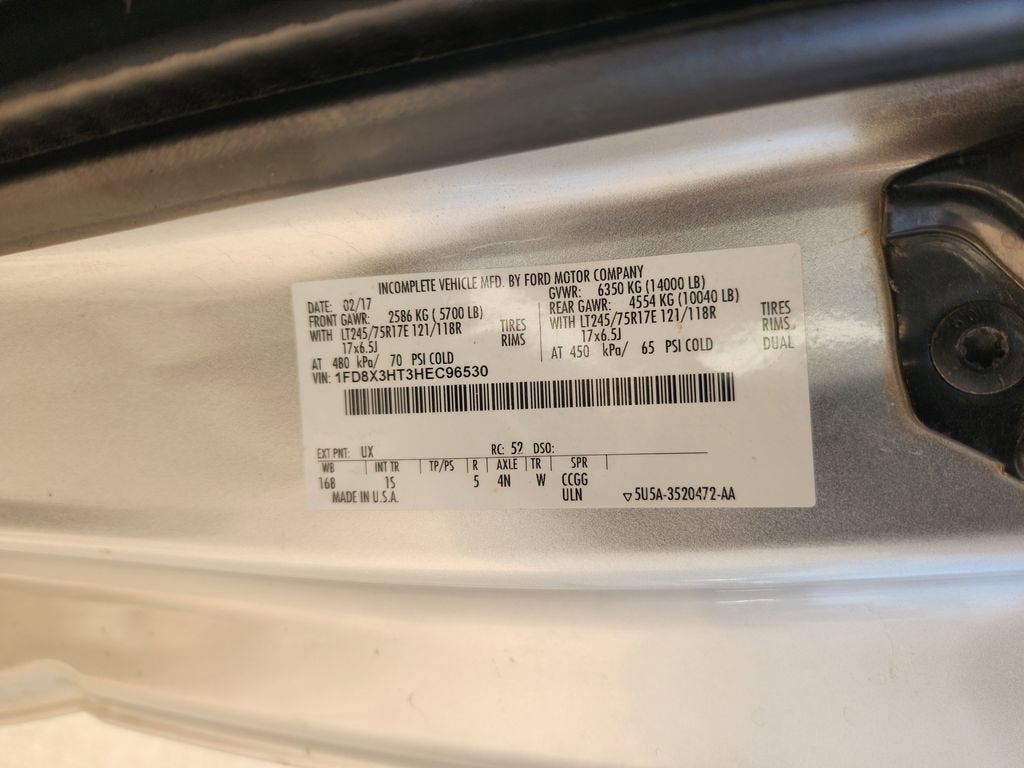 INCOMPLETE VEHICLE MFD. BY FORD MOTOR COMPANY
DATE: 02/17 GVWR: 6350 KG (14000 LB)
FRONT GAWR: 2586 KG ( 5700 LB) REAR GAWR: 4554 KG (10040 LB)
WITH LT245/75R17E 121/118R TIRES WITH LT245/75R17E 121/118R TIRES
17x6.5J RIMS 17x6.5J RIMS
AT 480 kPa/ 70 PSI COLD AT 450 kPa/ 65 PSI COLD DUAL
VIN: 1FD8X3HT3HEC96530
EXT PNT: UX RC: 52 DSO:
WB INT TR TP/PS R AXLE TR SPR
168 1S 5 4N W CCGG
MADE IN U.S.A. ULN ▽5U5A-3520472-AA